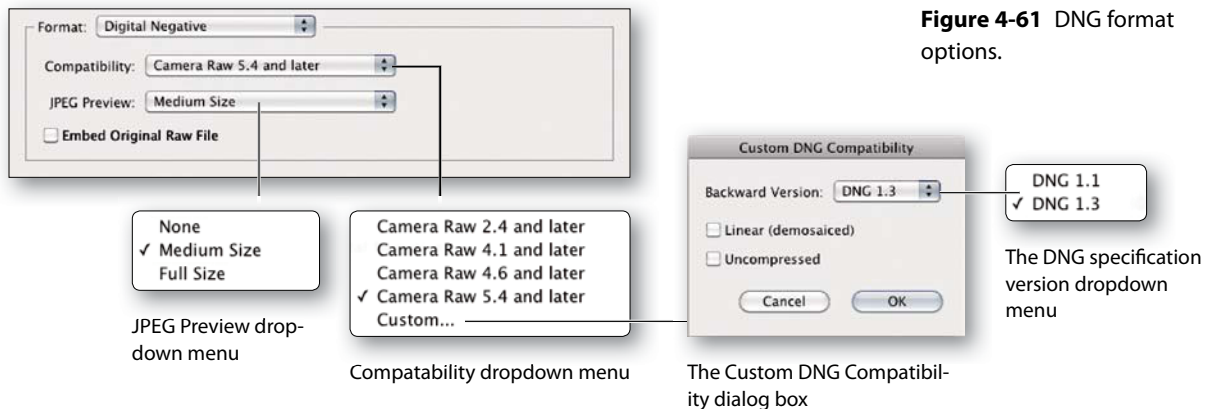 Figure 4-61 DNG format
options.
Format: Digital Negative
Compatibility: Camera Raw 5.4 and later
JPEG Preview: Medium Size
Embed Original Raw File
None
✓ Medium Size
Full Size
JPEG Preview drop-
down menu
Camera Raw 2.4 and later
Camera Raw 4.1 and later
Camera Raw 4.6 and later
✓ Camera Raw 5.4 and later
Custom...
Compatability dropdown menu
Custom DNG Compatibility
Backward Version: DNG 1.3
Linear (demosaiced)
Uncompressed
Cancel OK
The Custom DNG Compatibil-
ity dialog box
DNG 1.1
✓ DNG 1.3
The DNG specification
version dropdown
menu